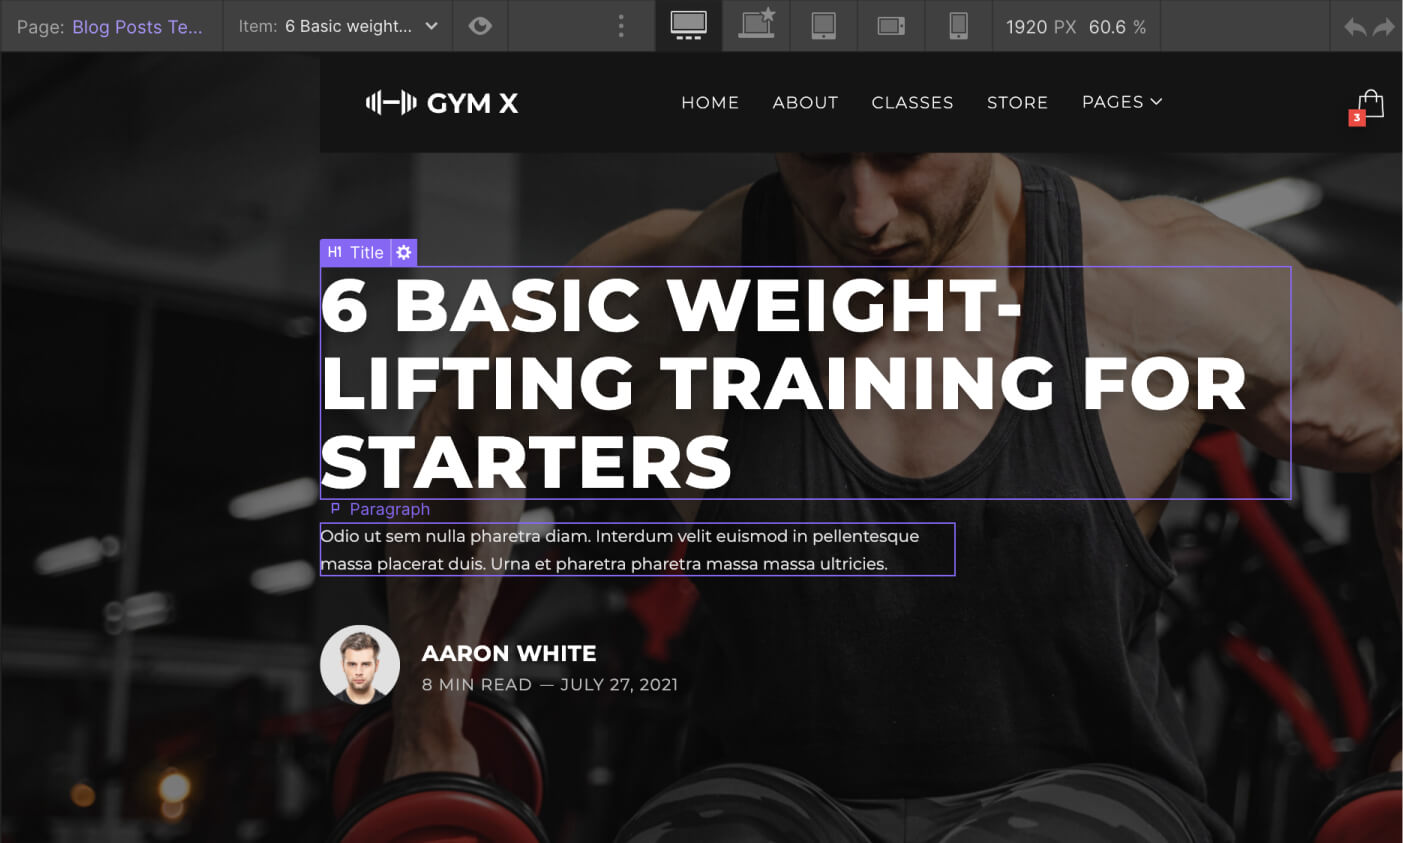 Page: Blog Posts Te... Item: 6 Basic weight... 1920 PX 60.6 %
GYM X HOME ABOUT CLASSES STORE PAGES
3
H1 Title
6 BASIC WEIGHT-
LIFTING TRAINING FOR
STARTERS
P Paragraph
Odio ut sem nulla pharetra diam. Interdum velit euismod in pellentesque
massa placerat duis. Urna et pharetra pharetra massa massa ultricies.
AARON WHITE
8 MIN READ — JULY 27, 2021